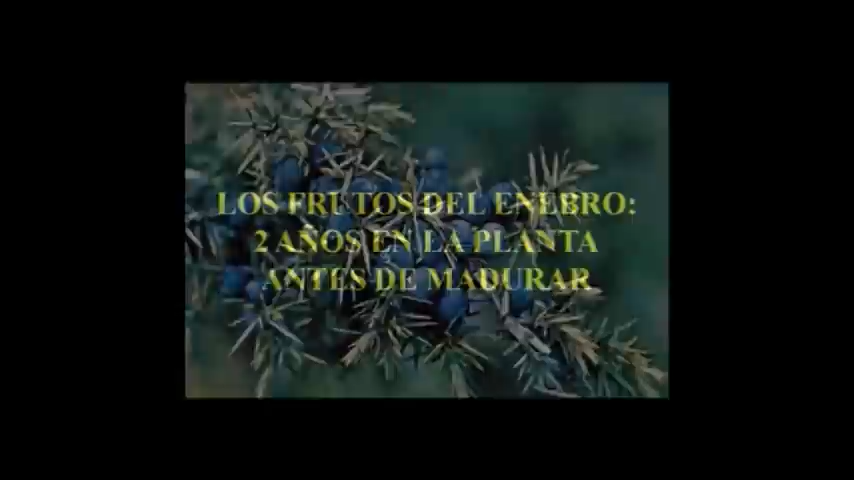 LOS FRUTOS DEL ENEBRO:
2 AÑOS EN LA PLANTA
ANTES DE MADURAR